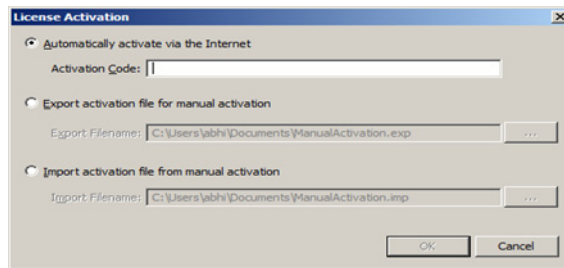 License Activation
Automatically activate via the Internet
Activation Code:
Export activation file for manual activation
Export Filename: C:\Users\abhi\Documents\ManualActivation.exp ...
Import activation file from manual activation
Import Filename: C:\Users\abhi\Documents\ManualActivation.imp ...
OK Cancel